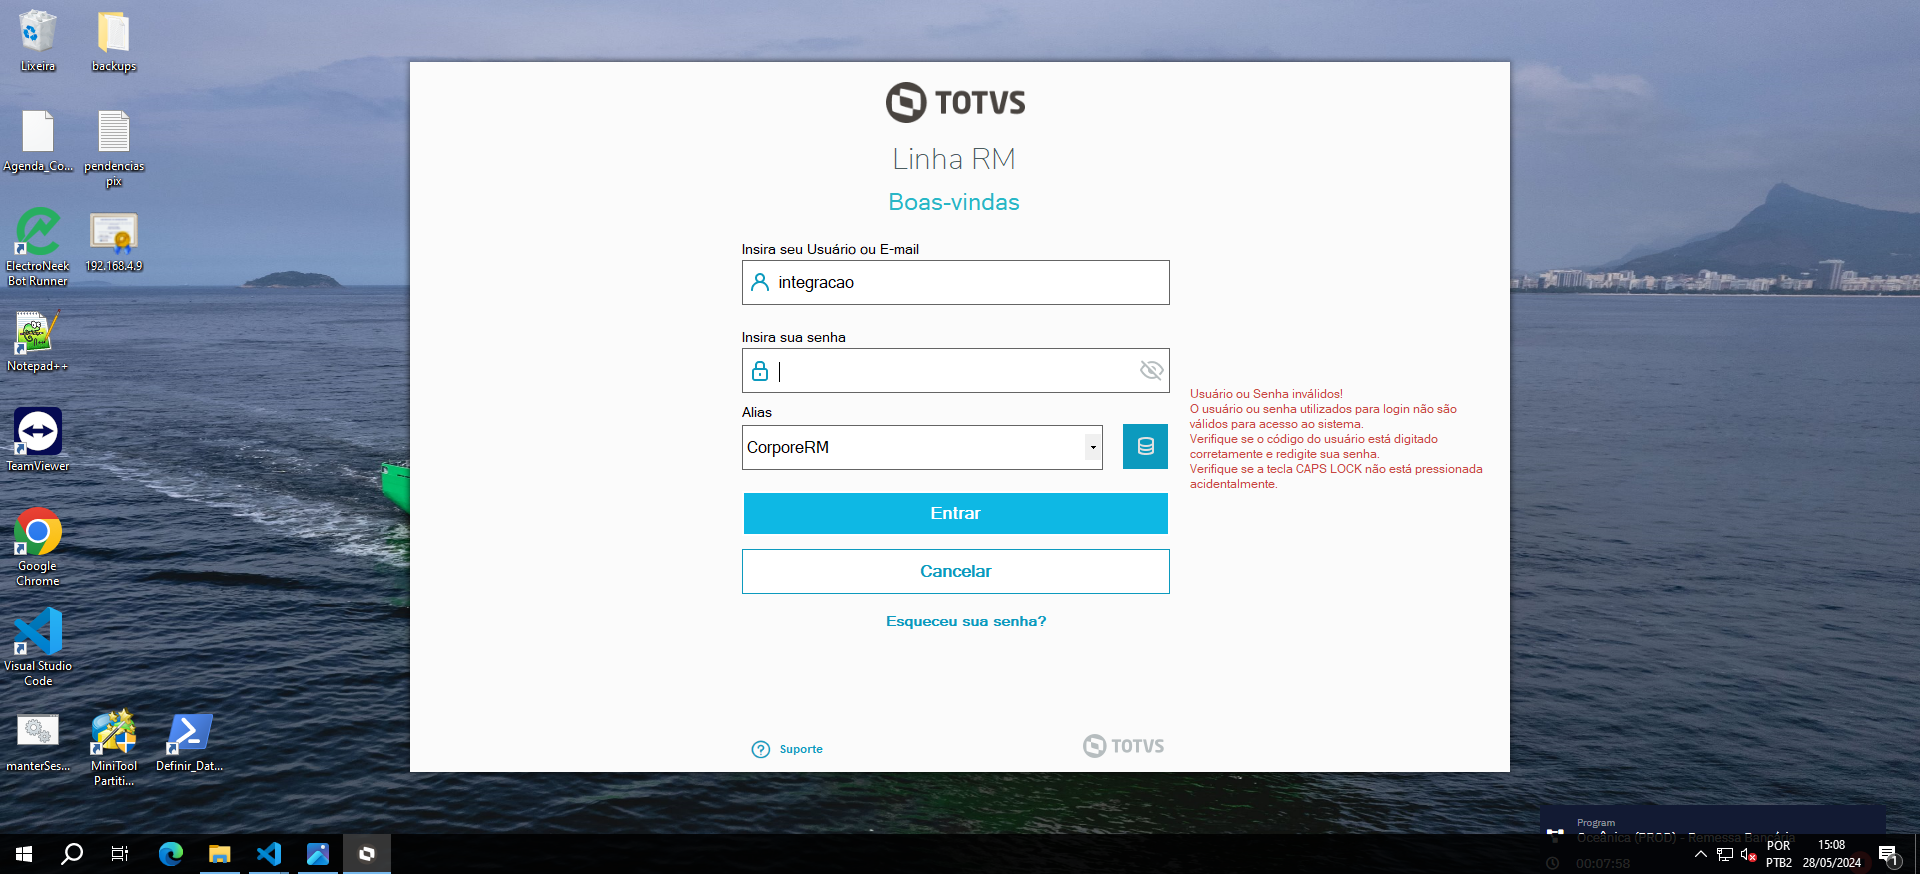 Lixeira
backups
Agenda_Co...
pendencias
pix
ElectroNeek
Bot Runner
192.168.4.9
Notepad++
TeamViewer
Google
Chrome
Visual Studio
Code
manterSes...
MiniTool
Partiti...
Definir_Dat...
TOTVS
Linha RM
Boas-vindas
Insira seu Usuário ou E-mail
integracao
Insira sua senha
Alias
CorporeRM
Entrar
Cancelar
Esqueceu sua senha?
Usuário ou Senha inválidos!
O usuário ou senha utilizados para login não são
válidos para acesso ao sistema.
Verifique se o código do usuário está digitado
corretamente e redigite sua senha.
Verifique se a tecla CAPS LOCK não está pressionada
acidentalmente.
Suporte
TOTVS
Program
Oceânica (PROD) - Remessa Bancária
00:07:58
POR
PTB2
15:08
28/05/2024
1